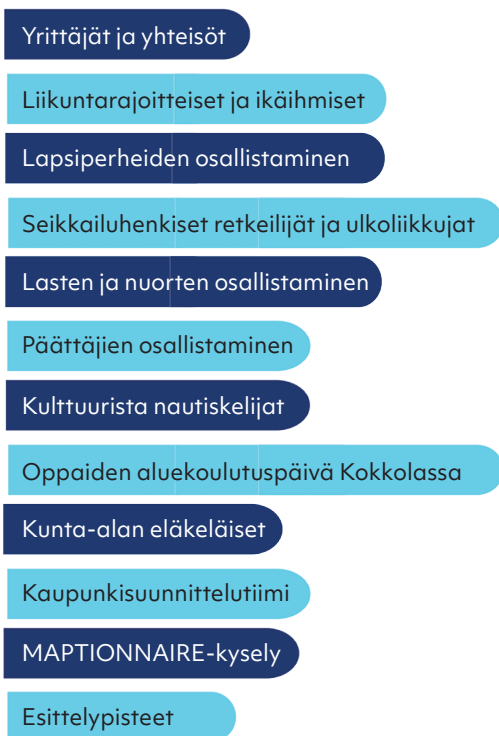 Yrittäjät ja yhteisöt
Liikuntarajoitteiset ja ikäihmiset
Lapsiperheiden osallistaminen
Seikkailuhenkiset retkeilijät ja ulkoliikkujat
Lasten ja nuorten osallistaminen
Päättäjien osallistaminen
Kulttuurista nautiskelijat
Oppaiden aluekoulutuspäivä Kokkolassa
Kunta-alan eläkeläiset
Kaupunkisuunnittelutiimi
MAPTIONNAIRE-kysely
Esittelypisteet